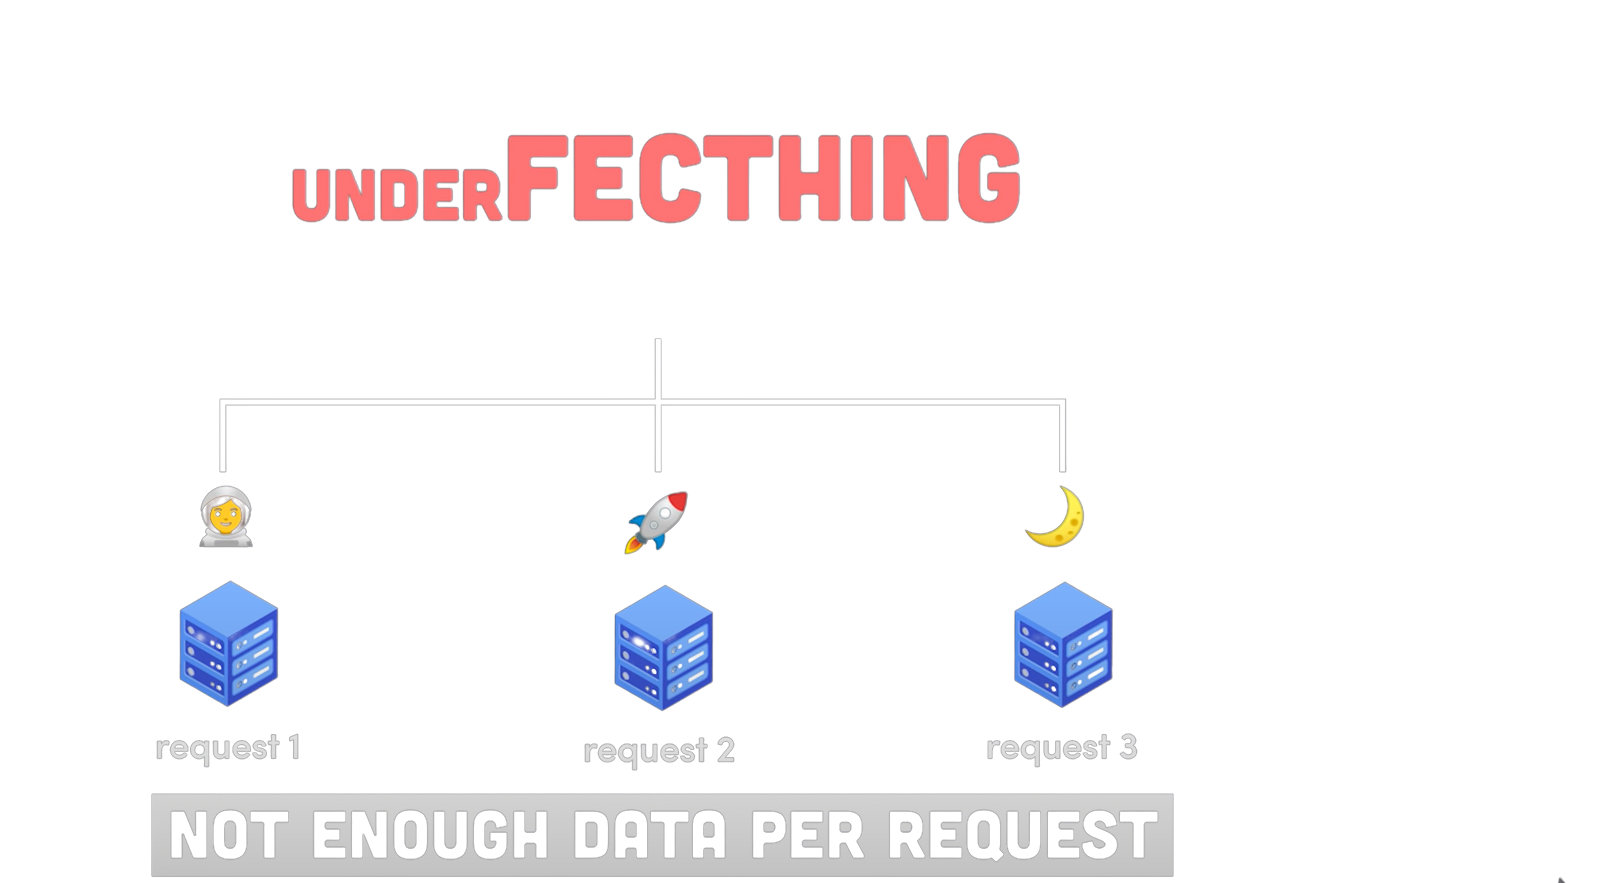 UNDERFECTHING
request 1
request 2
request 3
NOT ENOUGH DATA PER REQUEST